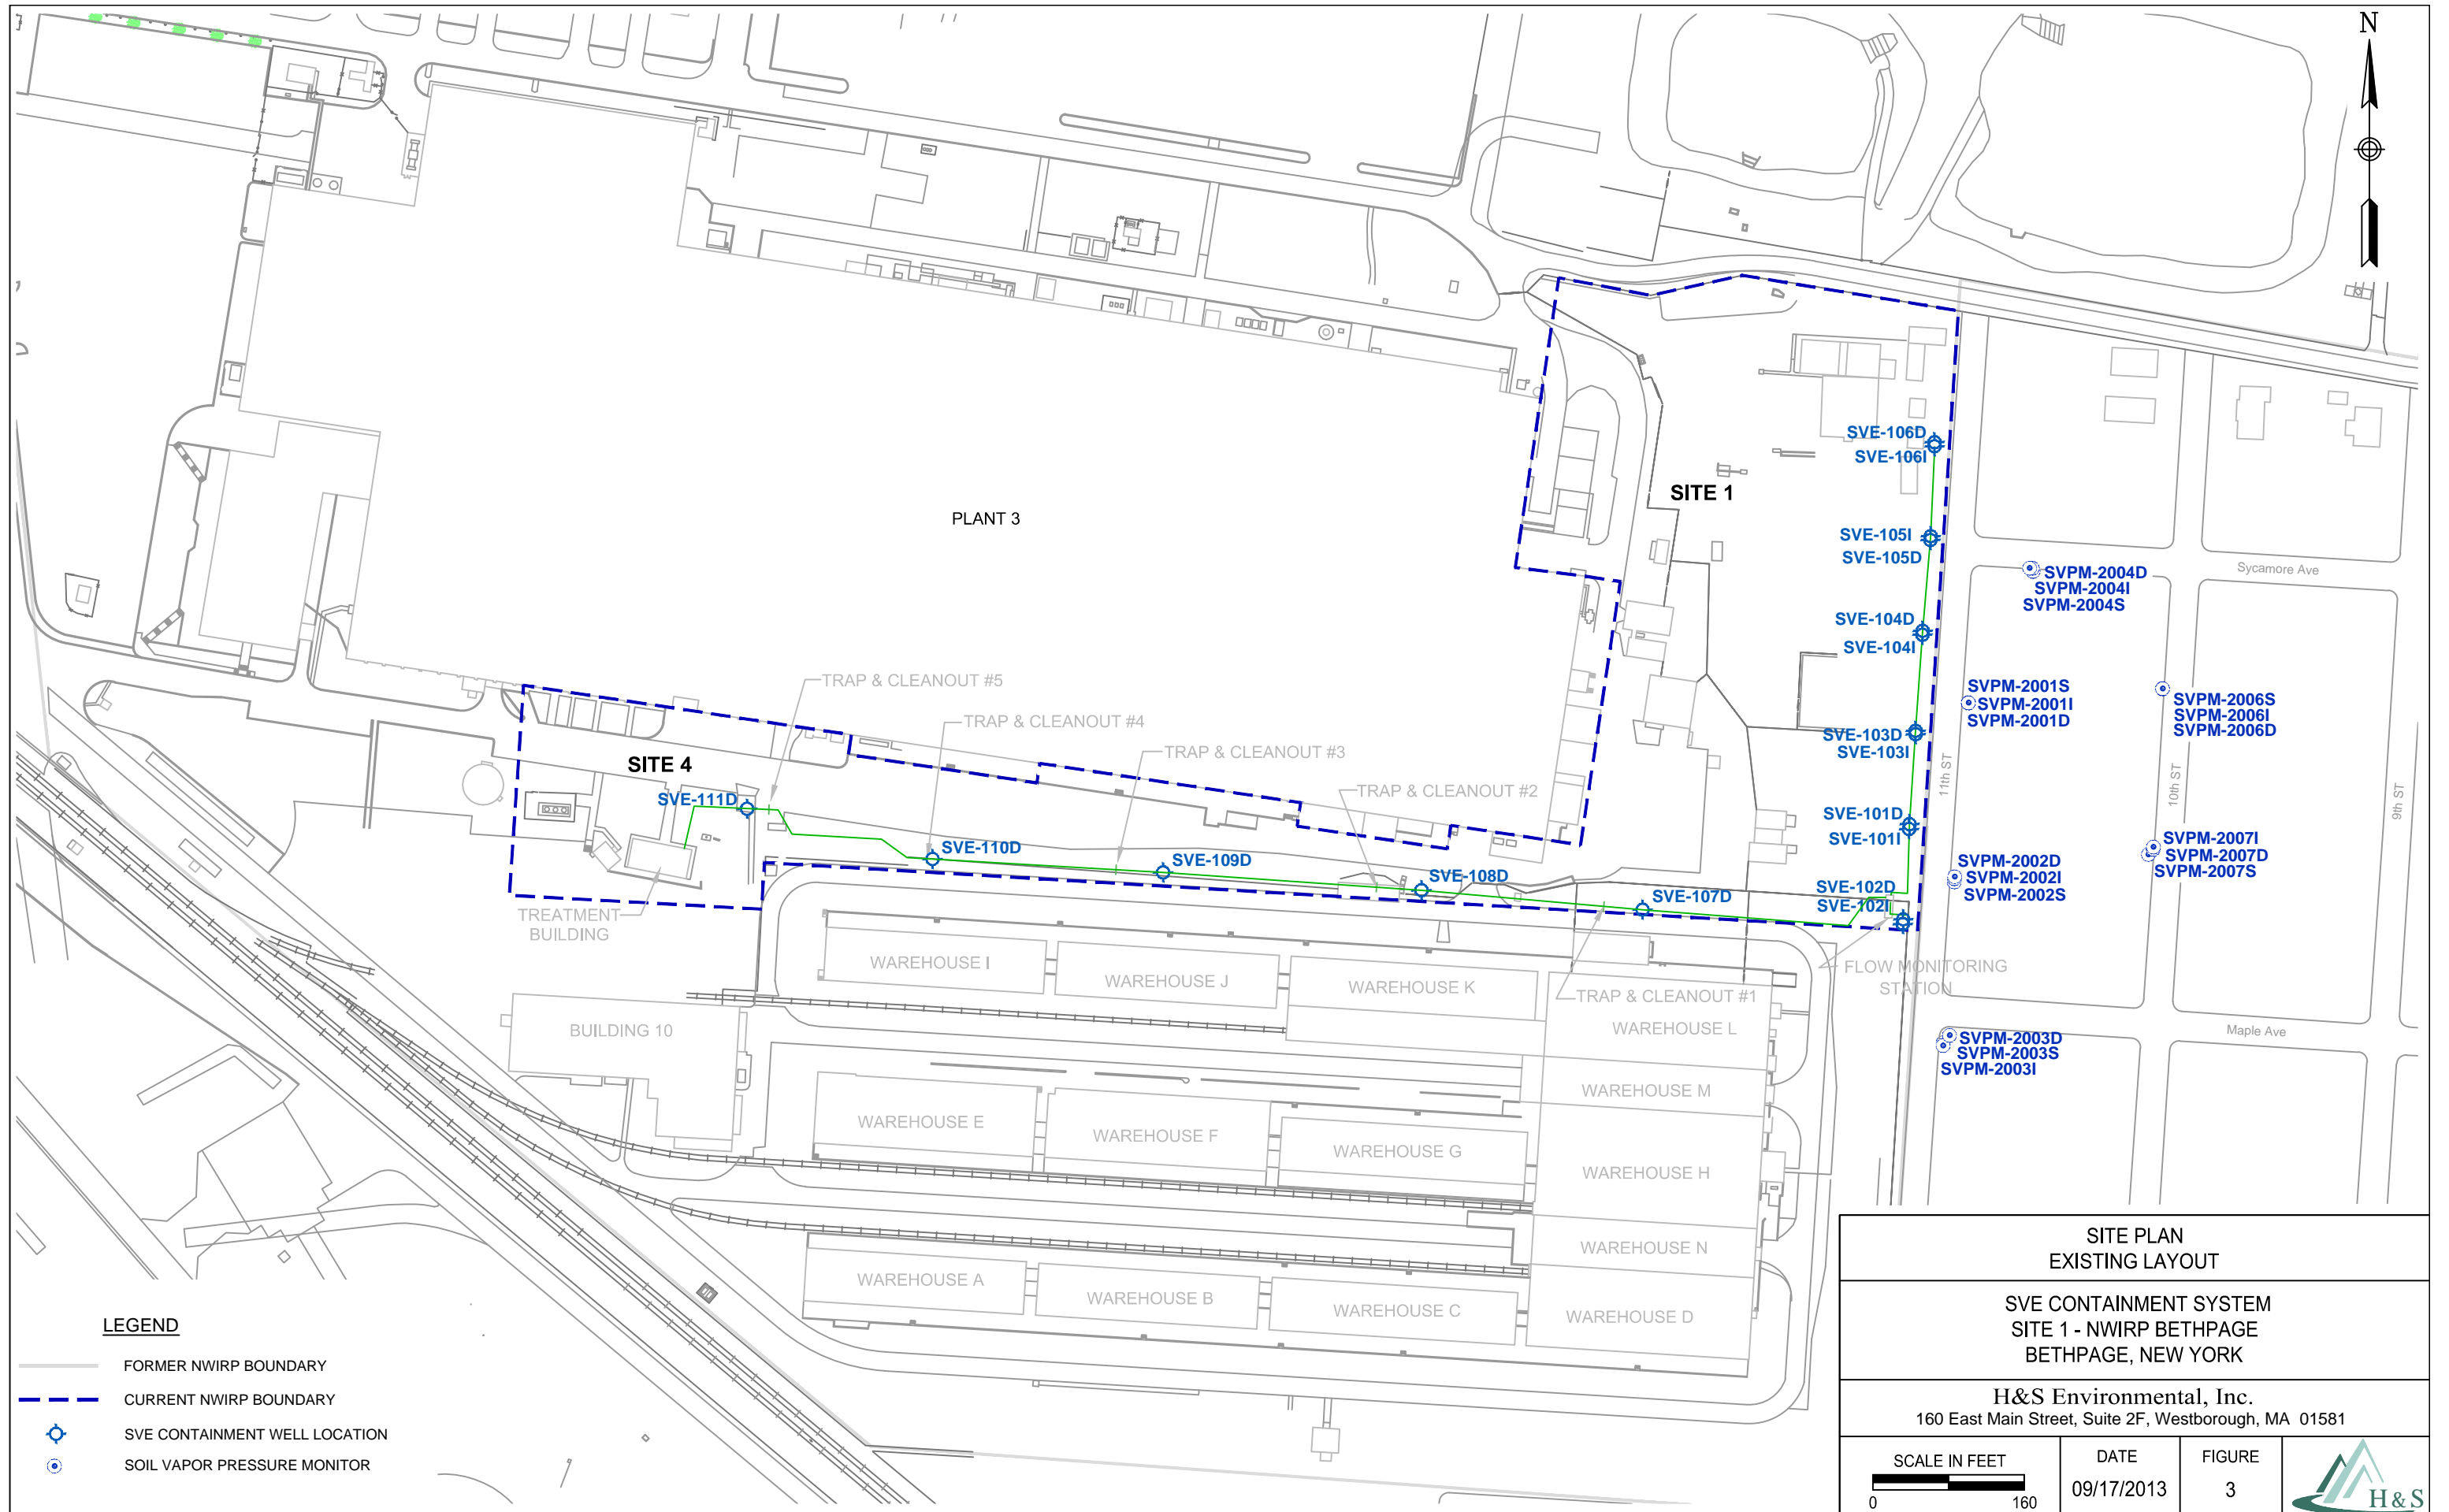 N
PLANT 3
SITE 1
SVE-106D
SVE-106I
SVE-105I
SVE-105D
SVE-104D
SVE-104I
SVE-103D
SVE-103I
SVE-101D
SVE-101I
SVE-102D
SVE-102I
SVPM-2004D
SVPM-2004I
SVPM-2004S
SVPM-2001S
SVPM-2001I
SVPM-2001D
SVPM-2006S
SVPM-2006I
SVPM-2006D
SVPM-2007I
SVPM-2007D
SVPM-2007S
SVPM-2002D
SVPM-2002I
SVPM-2002S
SVPM-2003D
SVPM-2003S
SVPM-2003I
Sycamore Ave
Maple Ave
11th ST
10th ST
9th ST
TRAP & CLEANOUT #5
TRAP & CLEANOUT #4
TRAP & CLEANOUT #3
TRAP & CLEANOUT #2
TRAP & CLEANOUT #1
SITE 4
SVE-111D
SVE-110D
SVE-109D
SVE-108D
SVE-107D
TREATMENT
BUILDING
FLOW MONITORING
STATION
WAREHOUSE I
WAREHOUSE J
WAREHOUSE K
WAREHOUSE L
BUILDING 10
WAREHOUSE M
WAREHOUSE E
WAREHOUSE F
WAREHOUSE G
WAREHOUSE H
WAREHOUSE N
WAREHOUSE A
WAREHOUSE B
WAREHOUSE C
WAREHOUSE D
LEGEND
FORMER NWIRP BOUNDARY
CURRENT NWIRP BOUNDARY
SVE CONTAINMENT WELL LOCATION
SOIL VAPOR PRESSURE MONITOR
SITE PLAN
EXISTING LAYOUT
SVE CONTAINMENT SYSTEM
SITE 1 - NWIRP BETHPAGE
BETHPAGE, NEW YORK
H&S Environmental, Inc.
160 East Main Street, Suite 2F, Westborough, MA 01581
SCALE IN FEET
0 160
DATE
09/17/2013
FIGURE
3
H&S